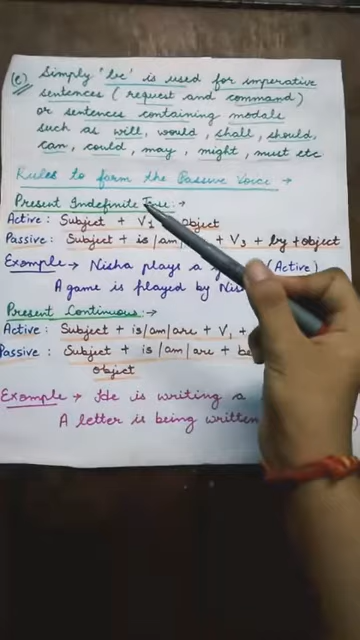 (c) Simply 'be' is used for imperative
sentences (request and command)
or sentences containing modals
such as will, would, shall, should,
can, could, may, might, must etc
Rules to form the Passive Voice →
Present Indefinite Tense :→
Active : Subject + V1 object
Passive : Subject + is/am/ + V3 + by + object
Example → Nisha plays a (Active)
A game is played by
Present Continuous :→
Active : Subject + is/am/are + V1 +
Passive : Subject + is/am/are +
object
Example → He is writing a
A letter is being written )